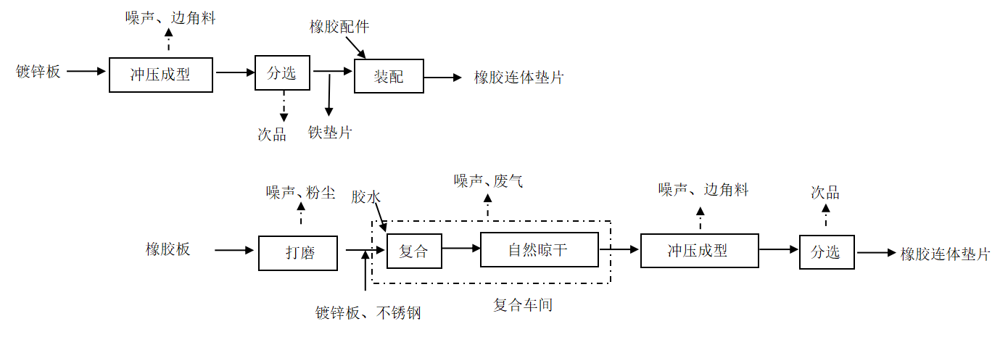 噪声、边角料
橡胶配件
镀锌板
冲压成型
分选
装配
橡胶连体垫片
次品
铁垫片
噪声、粉尘
胶水
噪声、废气
噪声、边角料
次品
橡胶板
打磨
复合
自然晾干
冲压成型
分选
橡胶连体垫片
镀锌板、不锈钢
复合车间